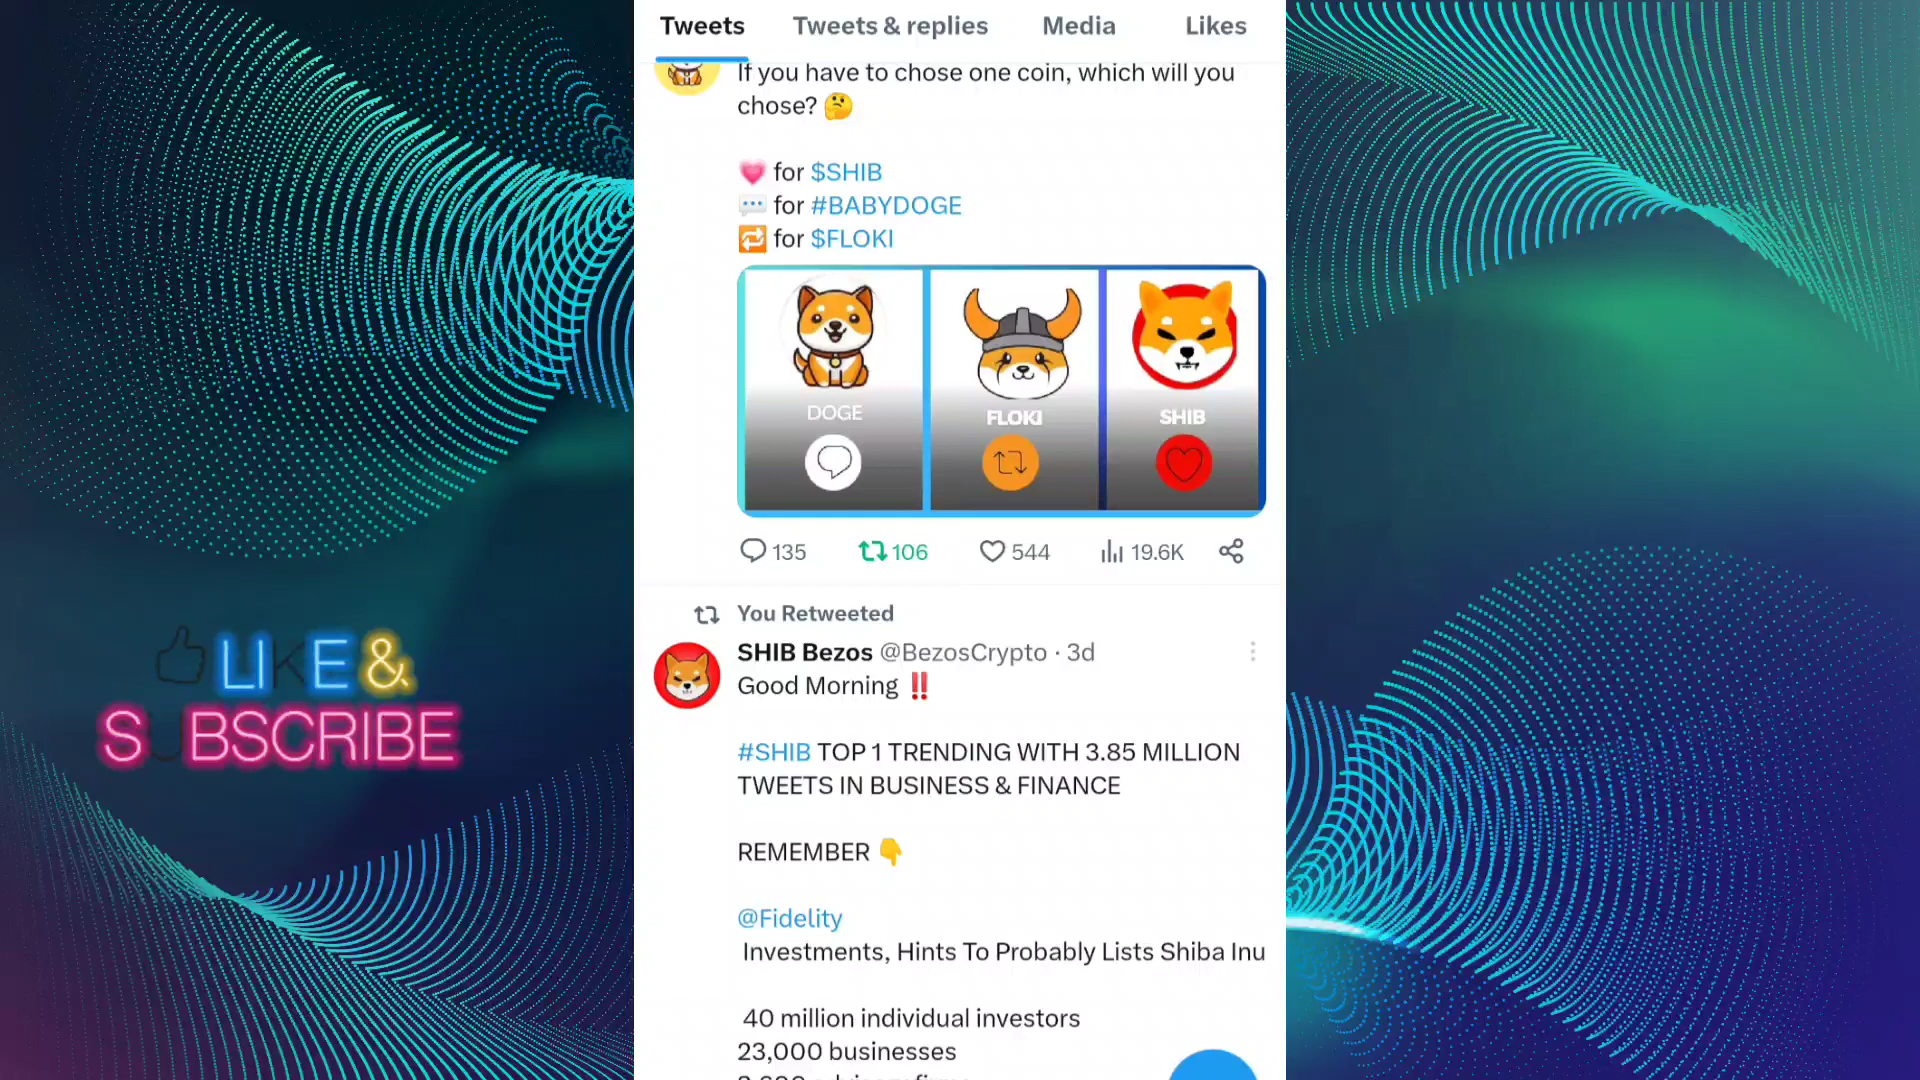 Tweets Tweets & replies Media Likes
If you have to chose one coin, which will you
chose? 🤔
💗 for $SHIB
💬 for #BABYDOGE
🔁 for $FLOKI
DOGE FLOKI SHIB
135 106 544 19.6K
You Retweeted
SHIB Bezos @BezosCrypto · 3d
Good Morning ‼️
#SHIB TOP 1 TRENDING WITH 3.85 MILLION
TWEETS IN BUSINESS & FINANCE
REMEMBER 👇
@Fidelity
Investments, Hints To Probably Lists Shiba Inu
40 million individual investors
23,000 businesses
LIKE &
SUBSCRIBE